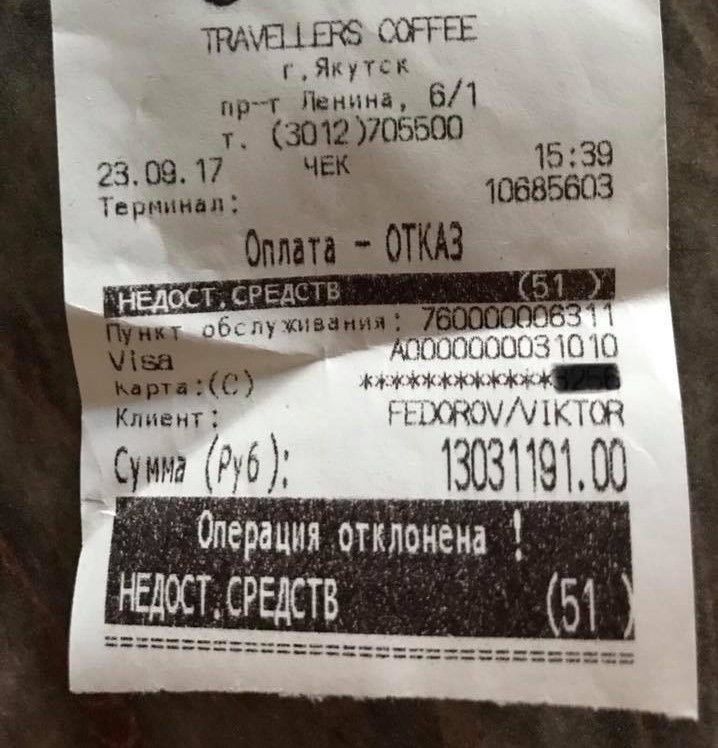 TRAVELLERS COFFEE
г.Якутск
пр-т Ленина, 6/1
т. (3012)705500
23.09.17 ЧЕК 15:39
Терминал: 10685603
Оплата - ОТКАЗ
НЕДОСТ.СРЕДСТВ (51 )
Пункт обслуживания: 760000006311
Visa A0000000031010
Карта:(C) ************
Клиент: FEDOROV/VIKTOR
Сумма (Руб): 13031191.00
Операция отклонена !
НЕДОСТ.СРЕДСТВ (51 )